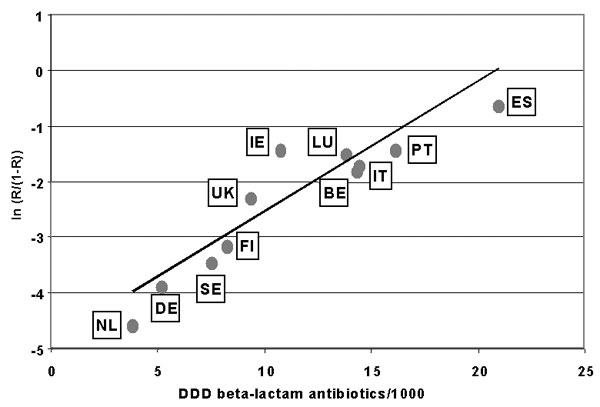 1
0
-1
-2
-3
-4
-5
ln (R/(1-R))
ES
IE
LU
PT
IT
BE
UK
FI
SE
DE
NL
0 5 10 15 20 25
DDD beta-lactam antibiotics/1000